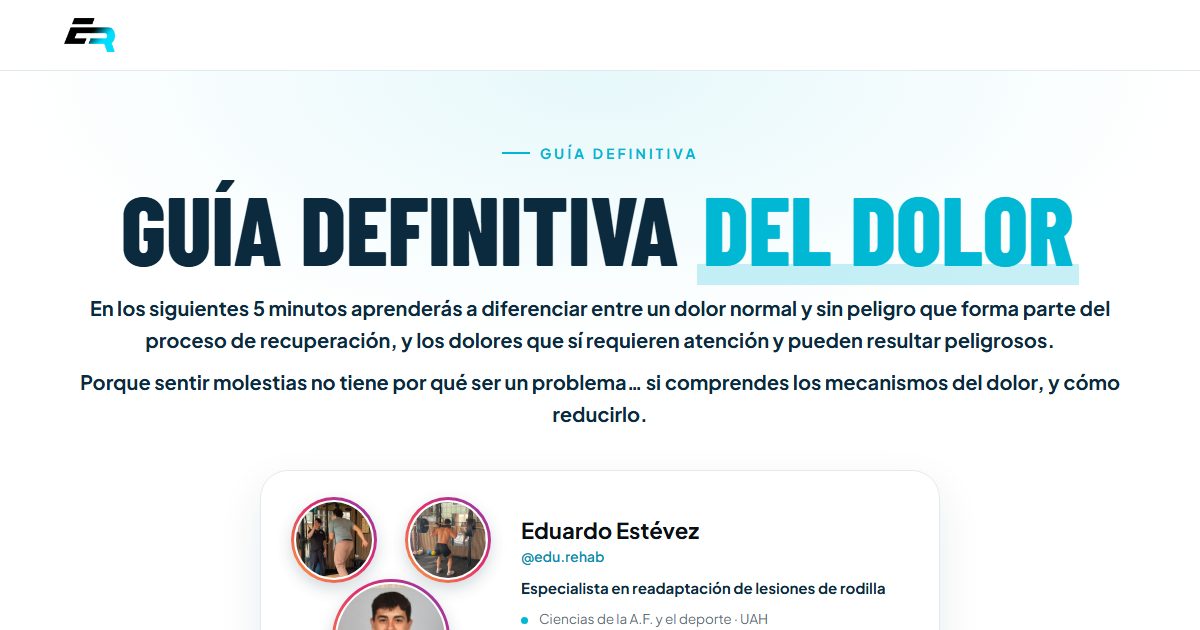 ER
GUÍA DEFINITIVA
GUÍA DEFINITIVA DEL DOLOR
En los siguientes 5 minutos aprenderás a diferenciar entre un dolor normal y sin peligro que forma parte del
proceso de recuperación, y los dolores que sí requieren atención y pueden resultar peligrosos.
Porque sentir molestias no tiene por qué ser un problema… si comprendes los mecanismos del dolor, y cómo
reducirlo.
Eduardo Estévez
@edu.rehab
Especialista en readaptación de lesiones de rodilla
Ciencias de la A.F. y el deporte · UAH